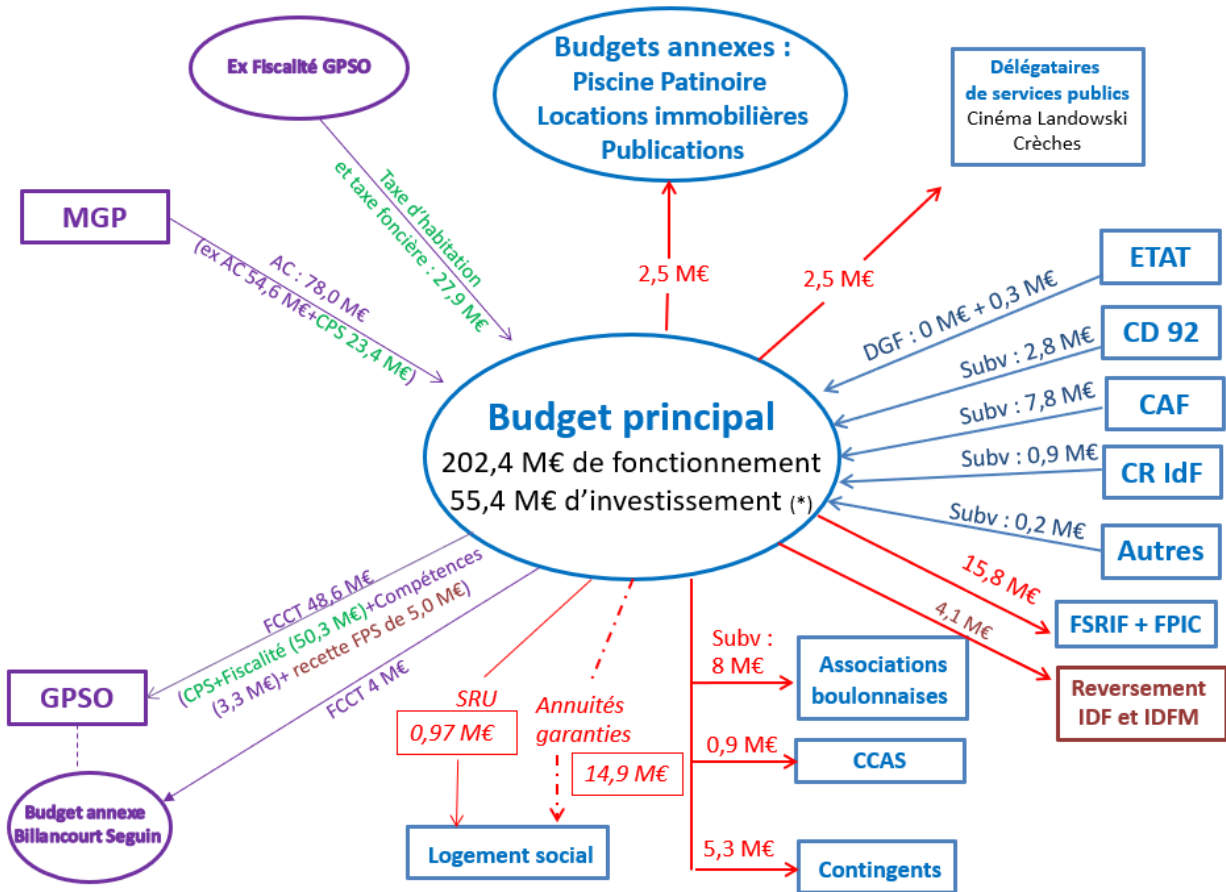 Ex Fiscalité GPSO
Budgets annexes :
Piscine Patinoire
Locations immobilières
Publications
Délégataires
de services publics
Cinéma Landowski
Crèches
MGP
Taxe d'habitation
et taxe foncière : 27,9 M€
AC : 78,0 M€
(ex AC 54,6 M€+CPS 23,4 M€)
2,5 M€
2,5 M€
ETAT
DGF : 0 M€ + 0,3 M€
CD 92
Subv : 2,8 M€
CAF
Subv : 7,8 M€
CR IdF
Subv : 0,9 M€
Autres
Subv : 0,2 M€
Budget principal
202,4 M€ de fonctionnement
55,4 M€ d'investissement (*)
15,8 M€
FSRIF + FPIC
4,1 M€
Reversement
IDF et IDFM
FCCT 48,6 M€
(CPS+Fiscalité (50,3 M€)+Compétences
(3,3 M€)+ recette FPS de 5,0 M€)
FCCT 4 M€
GPSO
Budget annexe
Billancourt Seguin
SRU
0,97 M€
Annuités
garanties
14,9 M€
Logement social
Subv :
8 M€
Associations
boulonnaises
0,9 M€
CCAS
5,3 M€
Contingents